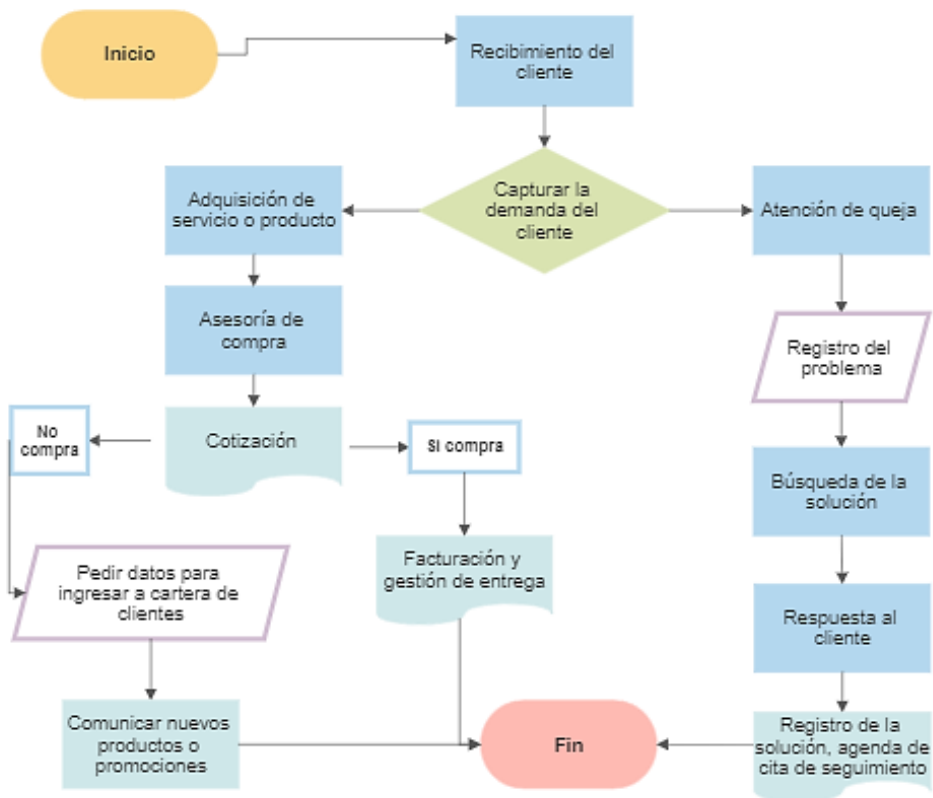 Inicio
Recibimiento del
cliente
Capturar la
demanda del
cliente
Adquisición de
servicio o producto
Atención de queja
Asesoría de
compra
Registro del
problema
No
compra
Cotización
SI compra
Búsqueda de la
solución
Pedir datos para
ingresar a cartera de
clientes
Facturación y
gestión de entrega
Respuesta al
cliente
Comunicar nuevos
productos o
promociones
Fin
Registro de la
solución, agenda de
cita de seguimiento